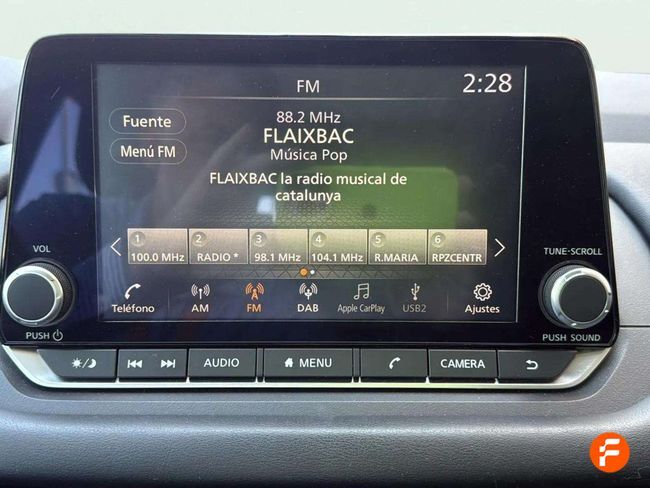 FM
2:28
Fuente
88.2 MHz
FLAIXBAC
Menú FM
Música Pop
FLAIXBAC la radio musical de
catalunya
1 2 3 4 5 6
100.0 MHz RADIO * 98.1 MHz 104.1 MHz R.MARIA RPZCENTR
VOL
TUNE·SCROLL
Teléfono AM FM DAB Apple CarPlay USB2 Ajustes
PUSH
PUSH SOUND
AUDIO MENU CAMERA